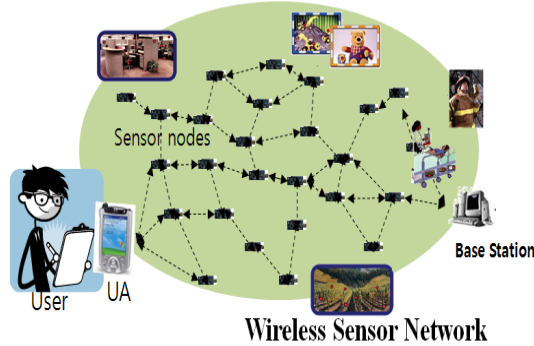 Sensor nodes
Base Station
User
UA
Wireless Sensor Network